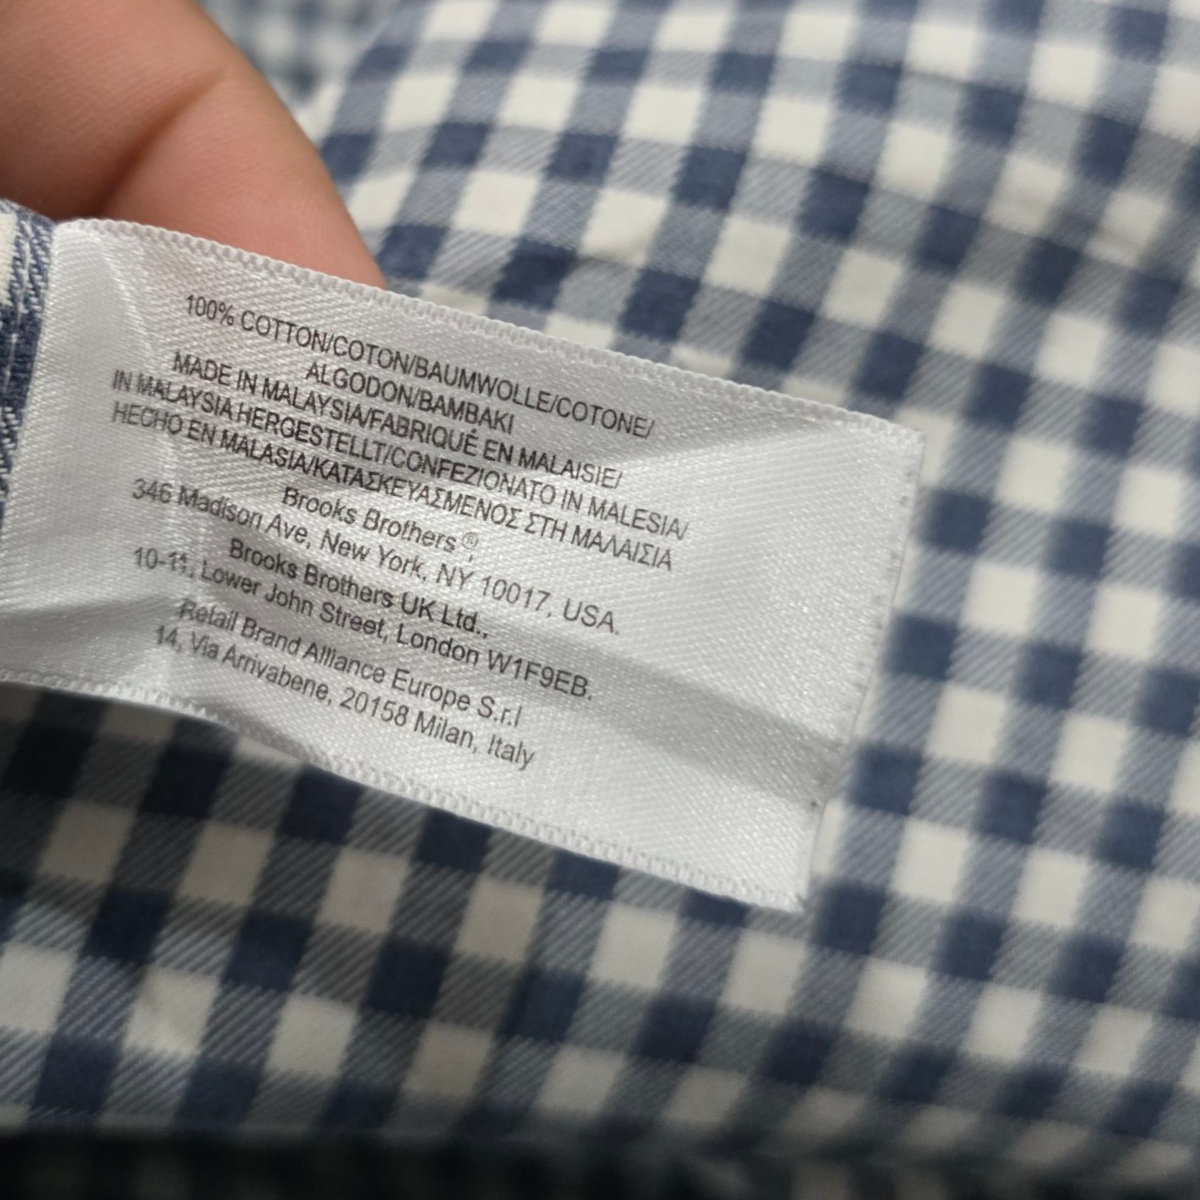 100% COTTON/COTON/BAUMWOLLE/COTONE/
ALGODON/BAMBAKI
MADE IN MALAYSIA/FABRIQUÉ EN MALAISIE/
IN MALAYSIA HERGESTELLT/CONFEZIONATO IN MALESIA/
HECHO EN MALASIA/ΚΑΤΑΣΚΕΥΑΣΜΕΝΟΣ ΣΤΗ ΜΑΛΑΙΣΙΑ
Brooks Brothers ®,
346 Madison Ave, New York, NY 10017, USA.
Brooks Brothers UK Ltd.,
10-11, Lower John Street, London W1F9EB.
Retail Brand Alliance Europe S.r.l
14, Via Arrivabene, 20158 Milan, Italy